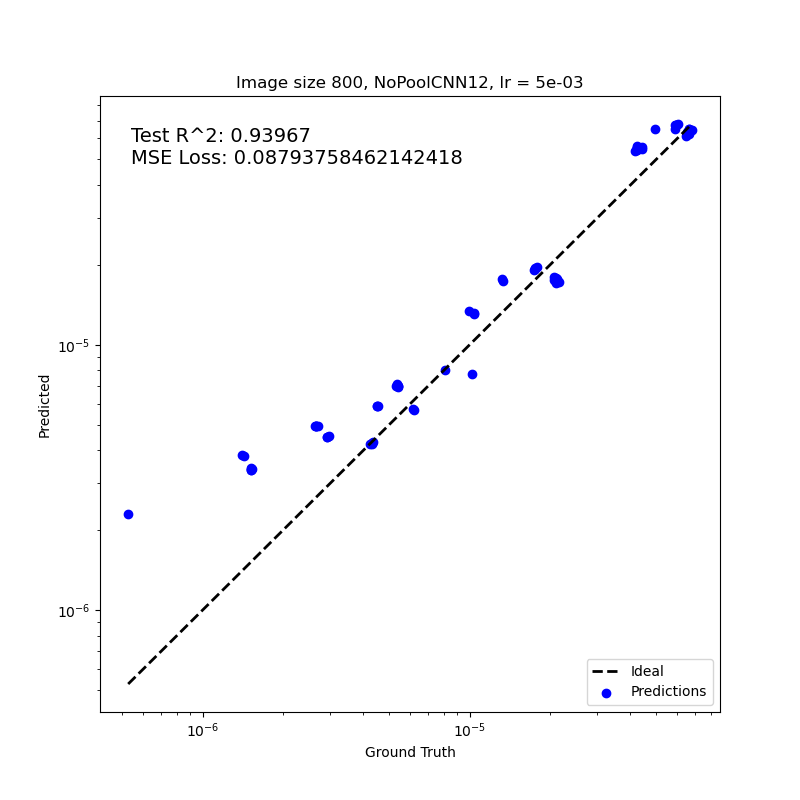 Image size 800, NoPoolCNN12, lr = 5e-03
Test R^2: 0.93967
MSE Loss: 0.08793758462142418
10⁻⁵
Predicted
10⁻⁶
Ideal
Predictions
10⁻⁶ 10⁻⁵
Ground Truth